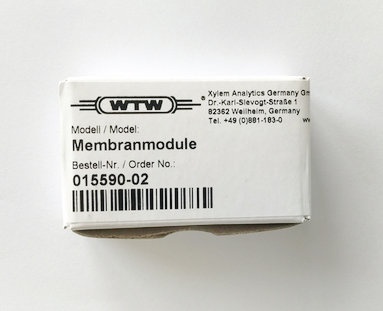 WTW
® Xylem Analytics Germany Gm
Dr.-Karl-Slevogt-Straße 1
82362 Weilheim, Germany
Tel. +49 (0)881-183-0 w
Modell / Model:
Membranmodule
Bestell-Nr. / Order No.:
015590-02